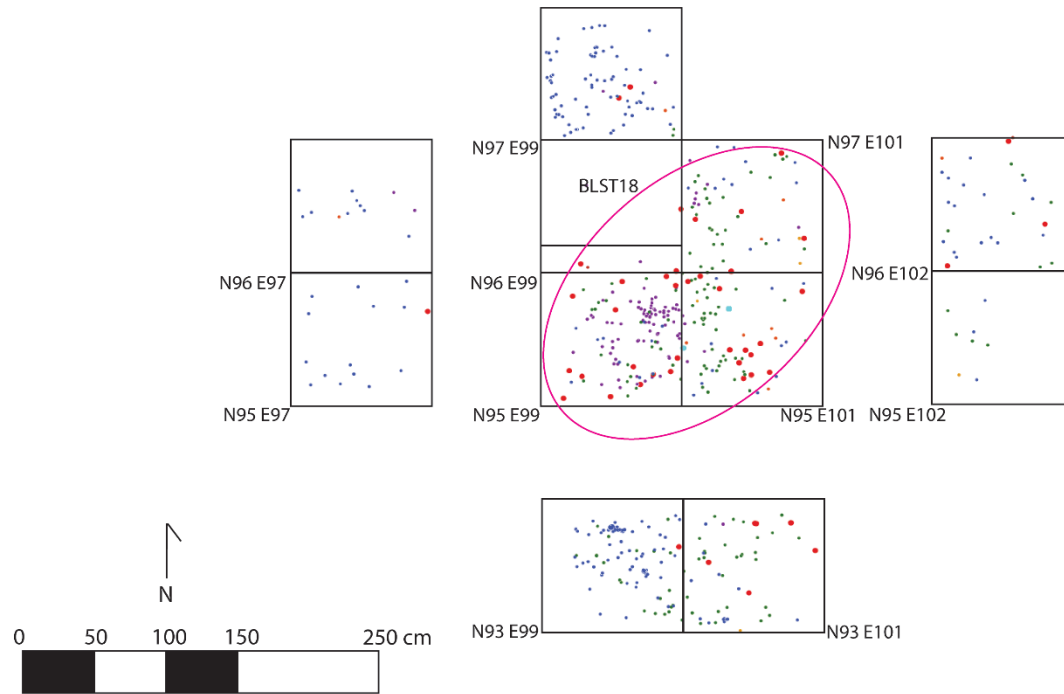 N97 E99
N97 E101
BLST18
N96 E97
N96 E99
N96 E102
N95 E97
N95 E99
N95 E101
N95 E102
N
N93 E99
N93 E101
0 50 100 150 250 cm